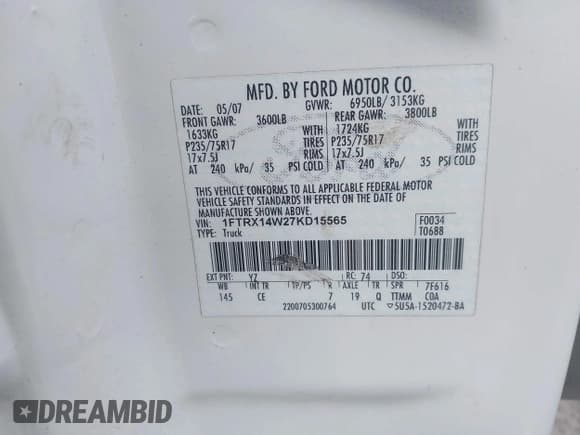 MFD. BY FORD MOTOR CO.
DATE: 05/07 GVWR: 6950LB/ 3153KG
FRONT GAWR: 3600LB REAR GAWR: 3800LB
1633KG WITH 1724KG WITH
P235/75R17 TIRES P235/75R17 TIRES
17x7.5J RIMS 17x7.5J RIMS
AT 240 kPa/ 35 PSI COLD AT 240 kPa/ 35 PSI COLD
THIS VEHICLE CONFORMS TO ALL APPLICABLE FEDERAL MOTOR
VEHICLE SAFETY STANDARDS IN EFFECT ON THE DATE OF
MANUFACTURE SHOWN ABOVE.
VIN: 1FTRX14W27KD15565 F0034
TYPE: Truck T0688
EXT PNT: YZ RC: 74 DSO:
WB INT TR TP/PS R AXLE TR SPR 7F616
145 CE 7 19 Q TTMM COA
2200705300764 UTC 5U5A-1520472-BA
DREAMBID